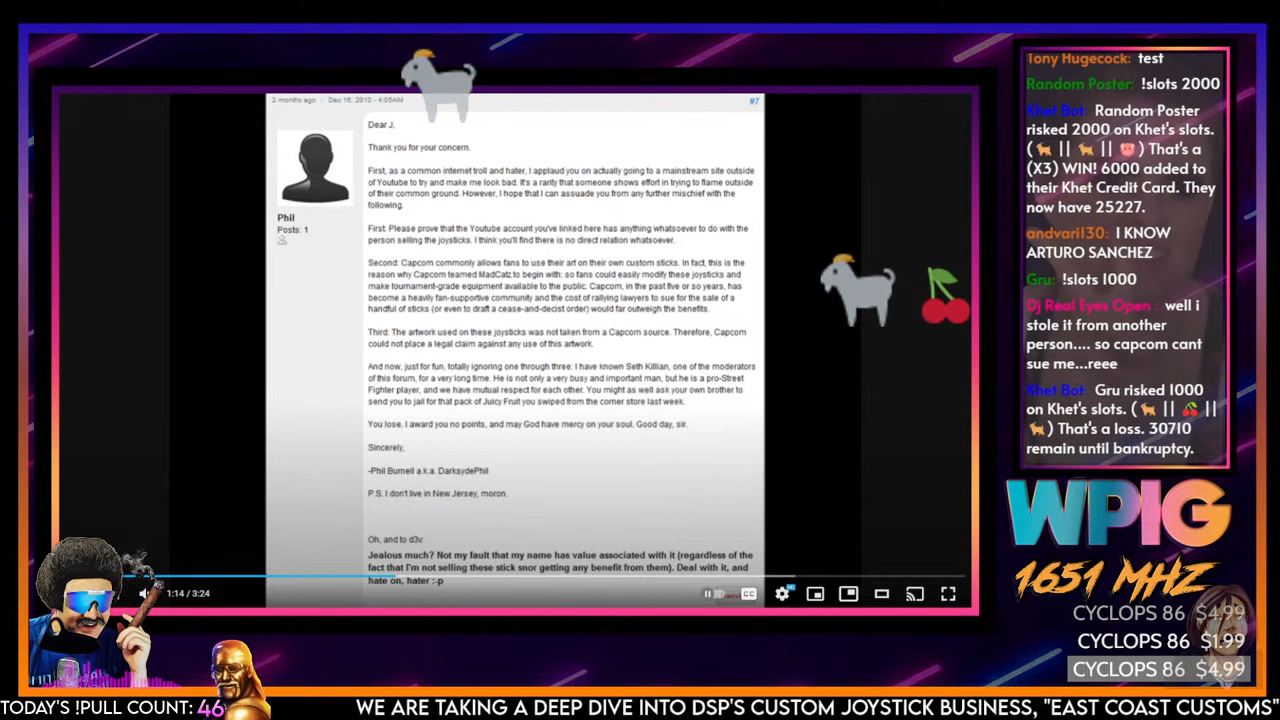 2 months ago :: Dec 16, 2010 - 4:05AM
#7
Phil
Posts: 1
Dear J,
Thank you for your concern.
First, as a common internet troll and hater, I applaud you on actually going to a mainstream site outside
of Youtube to try and make me look bad. It's a rarity that someone shows effort in trying to flame outside
of their common ground. However, I hope that I can assuade you from any further mischief with the
following.
First: Please prove that the Youtube account you've linked here has anything whatsoever to do with the
person selling the joysticks. I think you'll find there is no direct relation whatsoever.
Second: Capcom commonly allows fans to use their art on their own custom sticks. In fact, this is the
reason why Capcom teamed MadCatz to begin with: so fans could easily modify these joysticks and
make tournament-grade equipment available to the public. Capcom, in the past five or so years, has
become a heavily fan-supportive community and the cost of rallying lawyers to sue for the sale of a
handful of sticks (or even to draft a cease-and-decist order) would far outweigh the benefits.
Third: The artwork used on these joysticks was not taken from a Capcom source. Therefore, Capcom
could not place a legal claim against any use of this artwork.
And now, just for fun, totally ignoring one through three: I have known Seth Killian, one of the moderators
of this forum, for a very long time. He is not only a very busy and important man, but he is a pro-Street
Fighter player, and we have mutual respect for each other. You might as well ask your own brother to
send you to jail for that pack of Juicy Fruit you swiped from the corner store last week.
You lose. I award you no points, and may God have mercy on your soul. Good day, sir.
Sincerely,
-Phil Burnell a.k.a. DarksydePhil
P.S. I don't live in New Jersey, moron.
Oh, and to d3v:
Jealous much? Not my fault that my name has value associated with it (regardless of the
fact that I'm not selling these stick snor getting any benefit from them). Deal with it, and
hate on, hater :-p
1:14 / 3:24
CC
HD
Tony Hugecock: test
Random Poster: !slots 2000
Khet Bot: Random Poster
risked 2000 on Khet's slots.
( || || ) That's a
(X3) WIN! 6000 added to
their Khet Credit Card. They
now have 25227.
andvari130: I KNOW
ARTURO SANCHEZ
Gru: !slots 1000
Dj Real Eyes Open : well i
stole it from another
person.... so capcom cant
sue me...reee
Khet Bot: Gru risked 1000
on Khet's slots. ( || ||
) That's a loss. 30710
remain until bankruptcy.
WPIG
1651 MHZ
CYCLOPS 86 $4.99
CYCLOPS 86 $1.99
CYCLOPS 86 $4.99
TODAY'S !PULL COUNT: 46
WE ARE TAKING A DEEP DIVE INTO DSP'S CUSTOM JOYSTICK BUSINESS, "EAST COAST CUSTOMS"